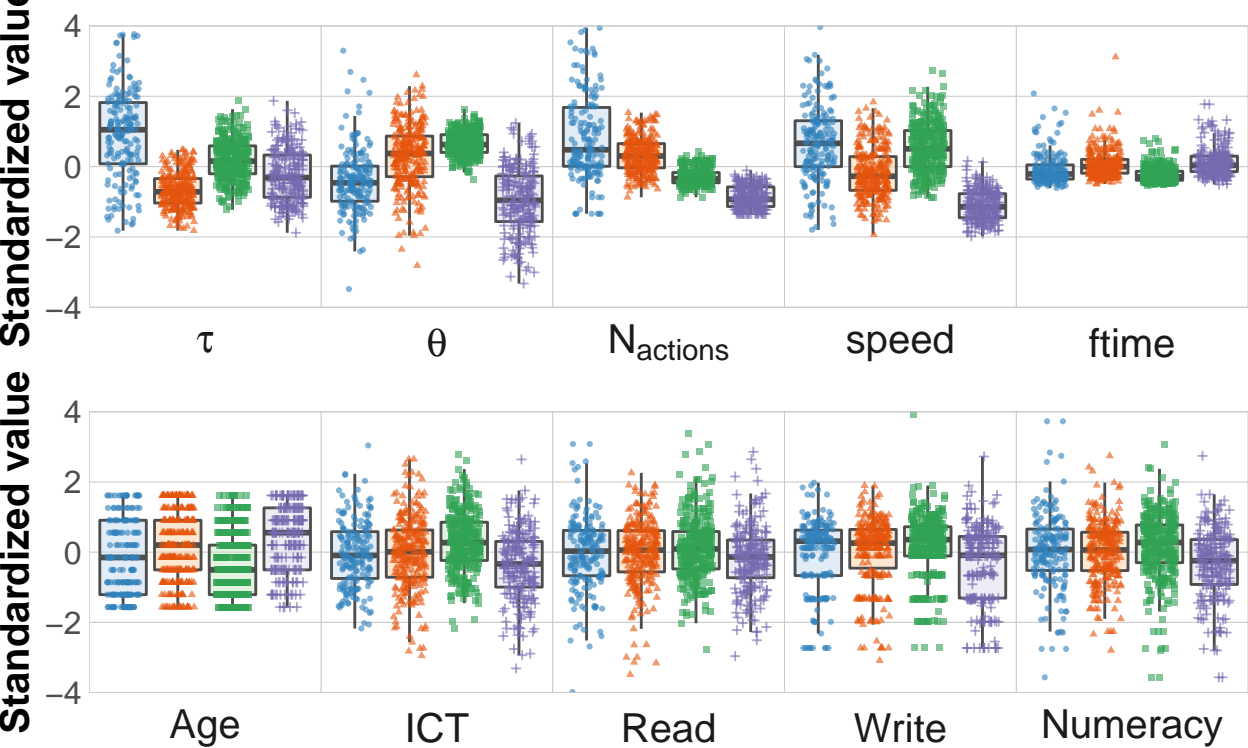 Standardized value
4
2
0
−2
−4
τ
θ
Nactions
speed
ftime
Standardized value
4
2
0
−2
−4
Age
ICT
Read
Write
Numeracy